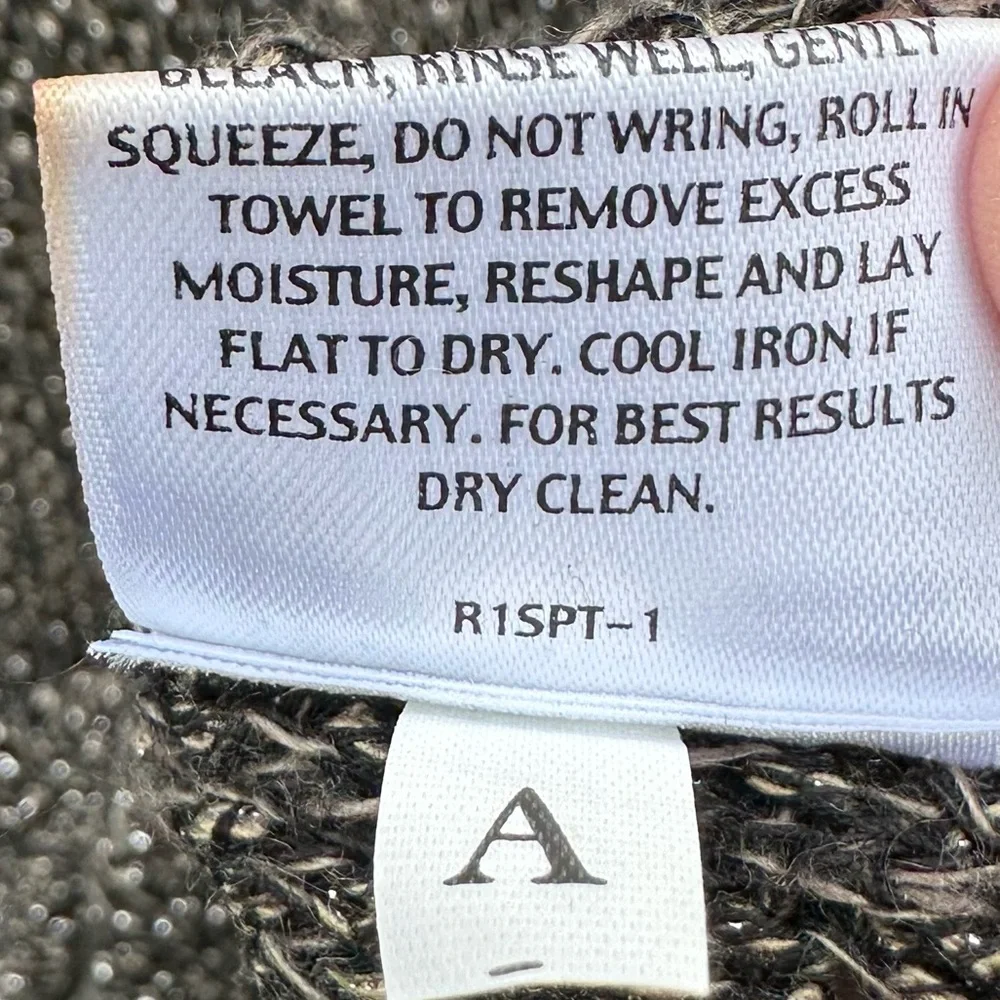 BLEACH, RINSE WELL, GENTLY
SQUEEZE, DO NOT WRING, ROLL IN
TOWEL TO REMOVE EXCESS
MOISTURE, RESHAPE AND LAY
FLAT TO DRY. COOL IRON IF
NECESSARY. FOR BEST RESULTS
DRY CLEAN.
R1SPT-1
A